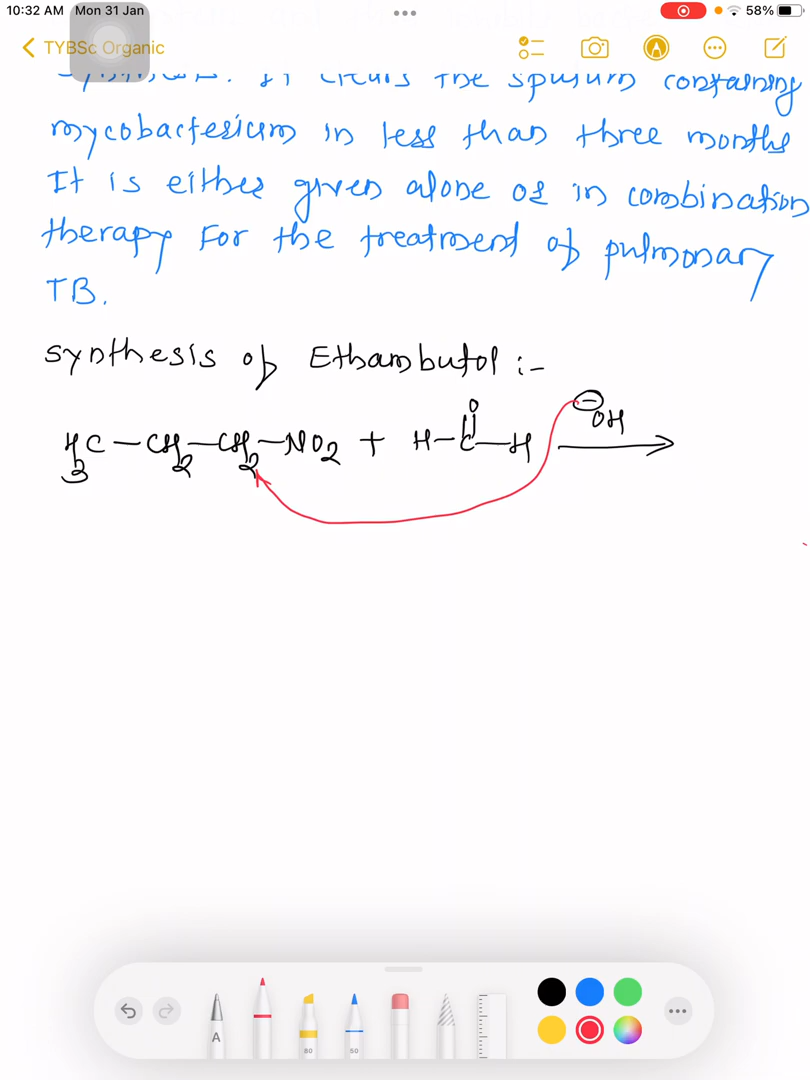 10:32 AM Mon 31 Jan
58%
TYBSc Organic
It clears the sputum containing
mycobacterium in less than three months
It is either given alone or in combination
therapy for the treatment of pulmonary
TB.
Synthesis of Ethambutol :-
H3C-CH2-CH2-NO2 + H-C-H
O
⊖OH
A
80
50